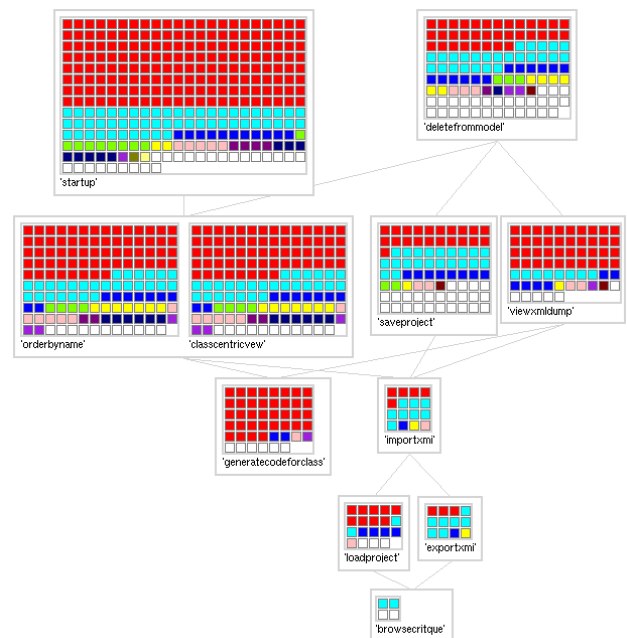 'startup'
'deletefrommodel'
'orderbyname'
'classcentricvew'
'saveproject'
'viewxmldump'
'generatecodeforclass'
'importxmi'
'loadproject'
'exportxmi'
'browsecritque'